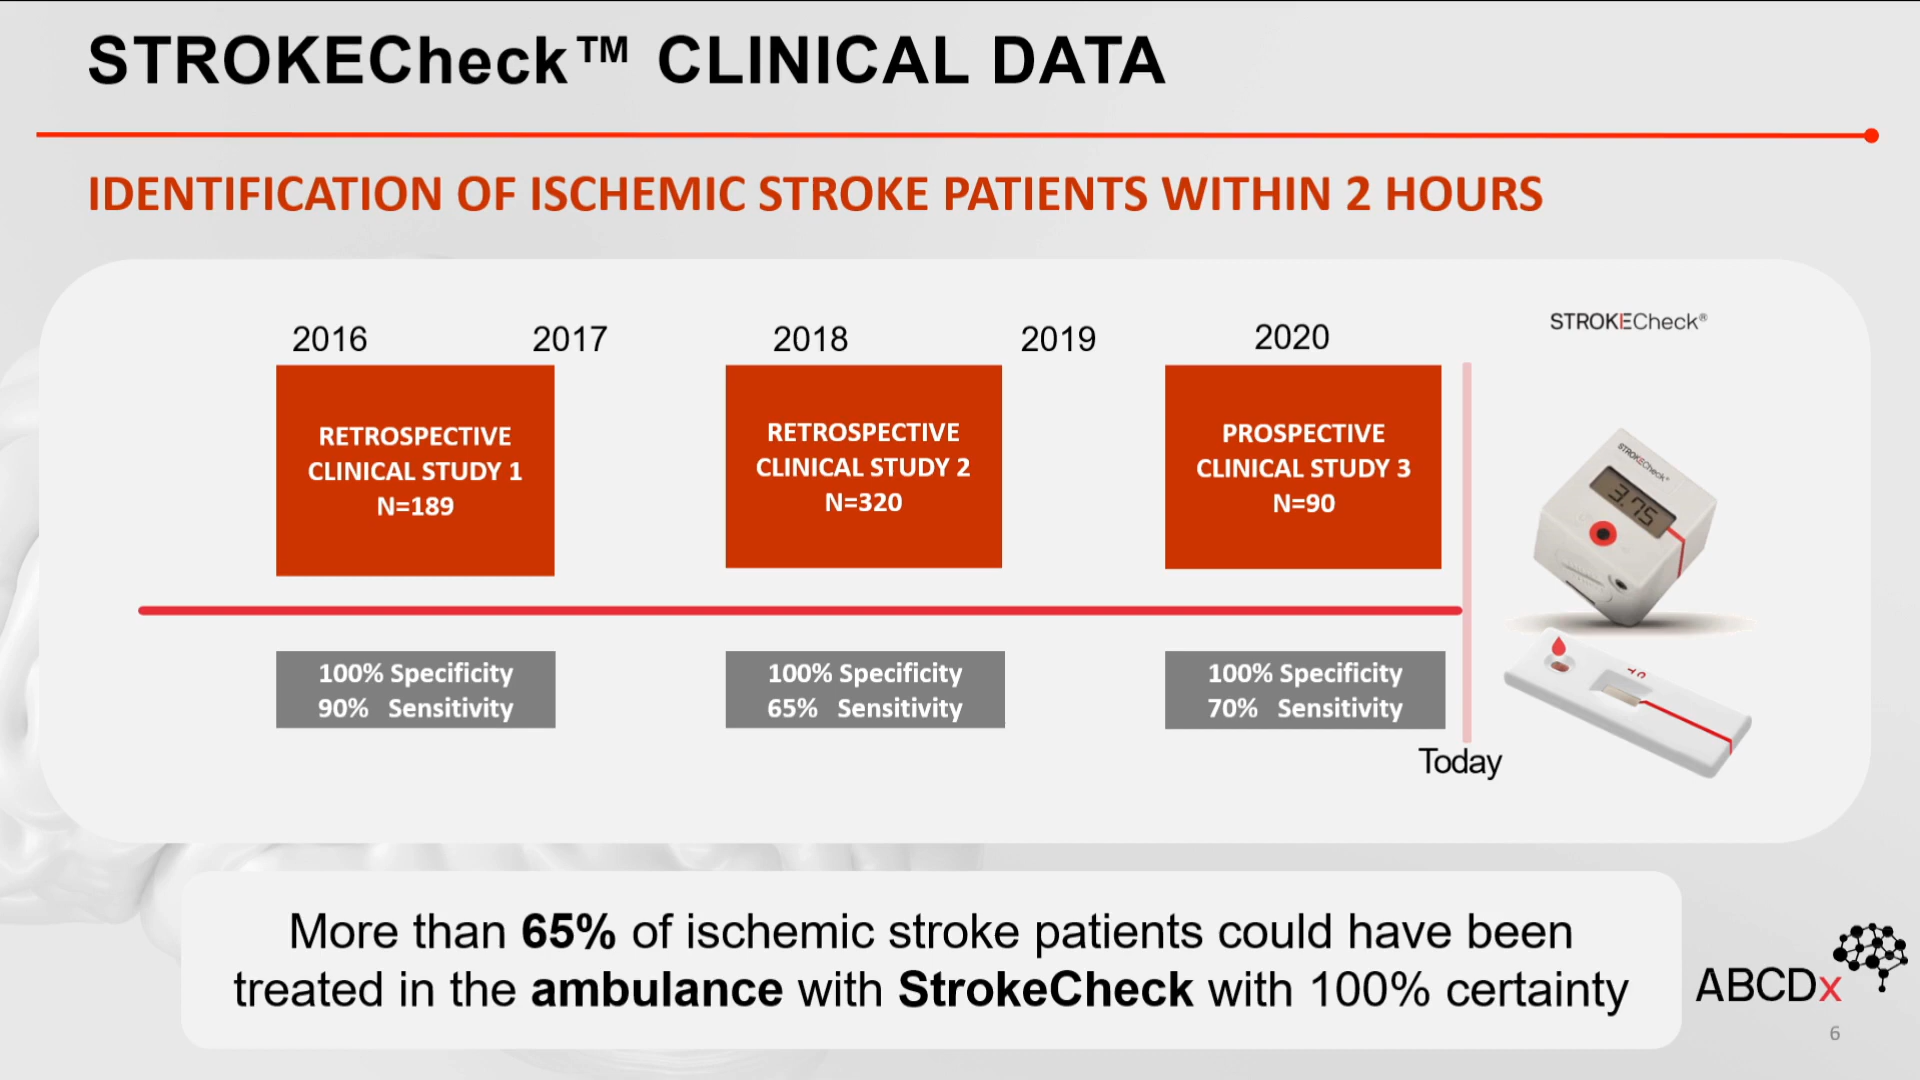 STROKECheck™ CLINICAL DATA
IDENTIFICATION OF ISCHEMIC STROKE PATIENTS WITHIN 2 HOURS
2016
2017
2018
2019
2020
STROKECheck®
RETROSPECTIVE
CLINICAL STUDY 1
N=189
RETROSPECTIVE
CLINICAL STUDY 2
N=320
PROSPECTIVE
CLINICAL STUDY 3
N=90
STROKECheck®
3.75
100% Specificity
90% Sensitivity
100% Specificity
65% Sensitivity
100% Specificity
70% Sensitivity
Today
More than 65% of ischemic stroke patients could have been
treated in the ambulance with StrokeCheck with 100% certainty
ABCDx
6